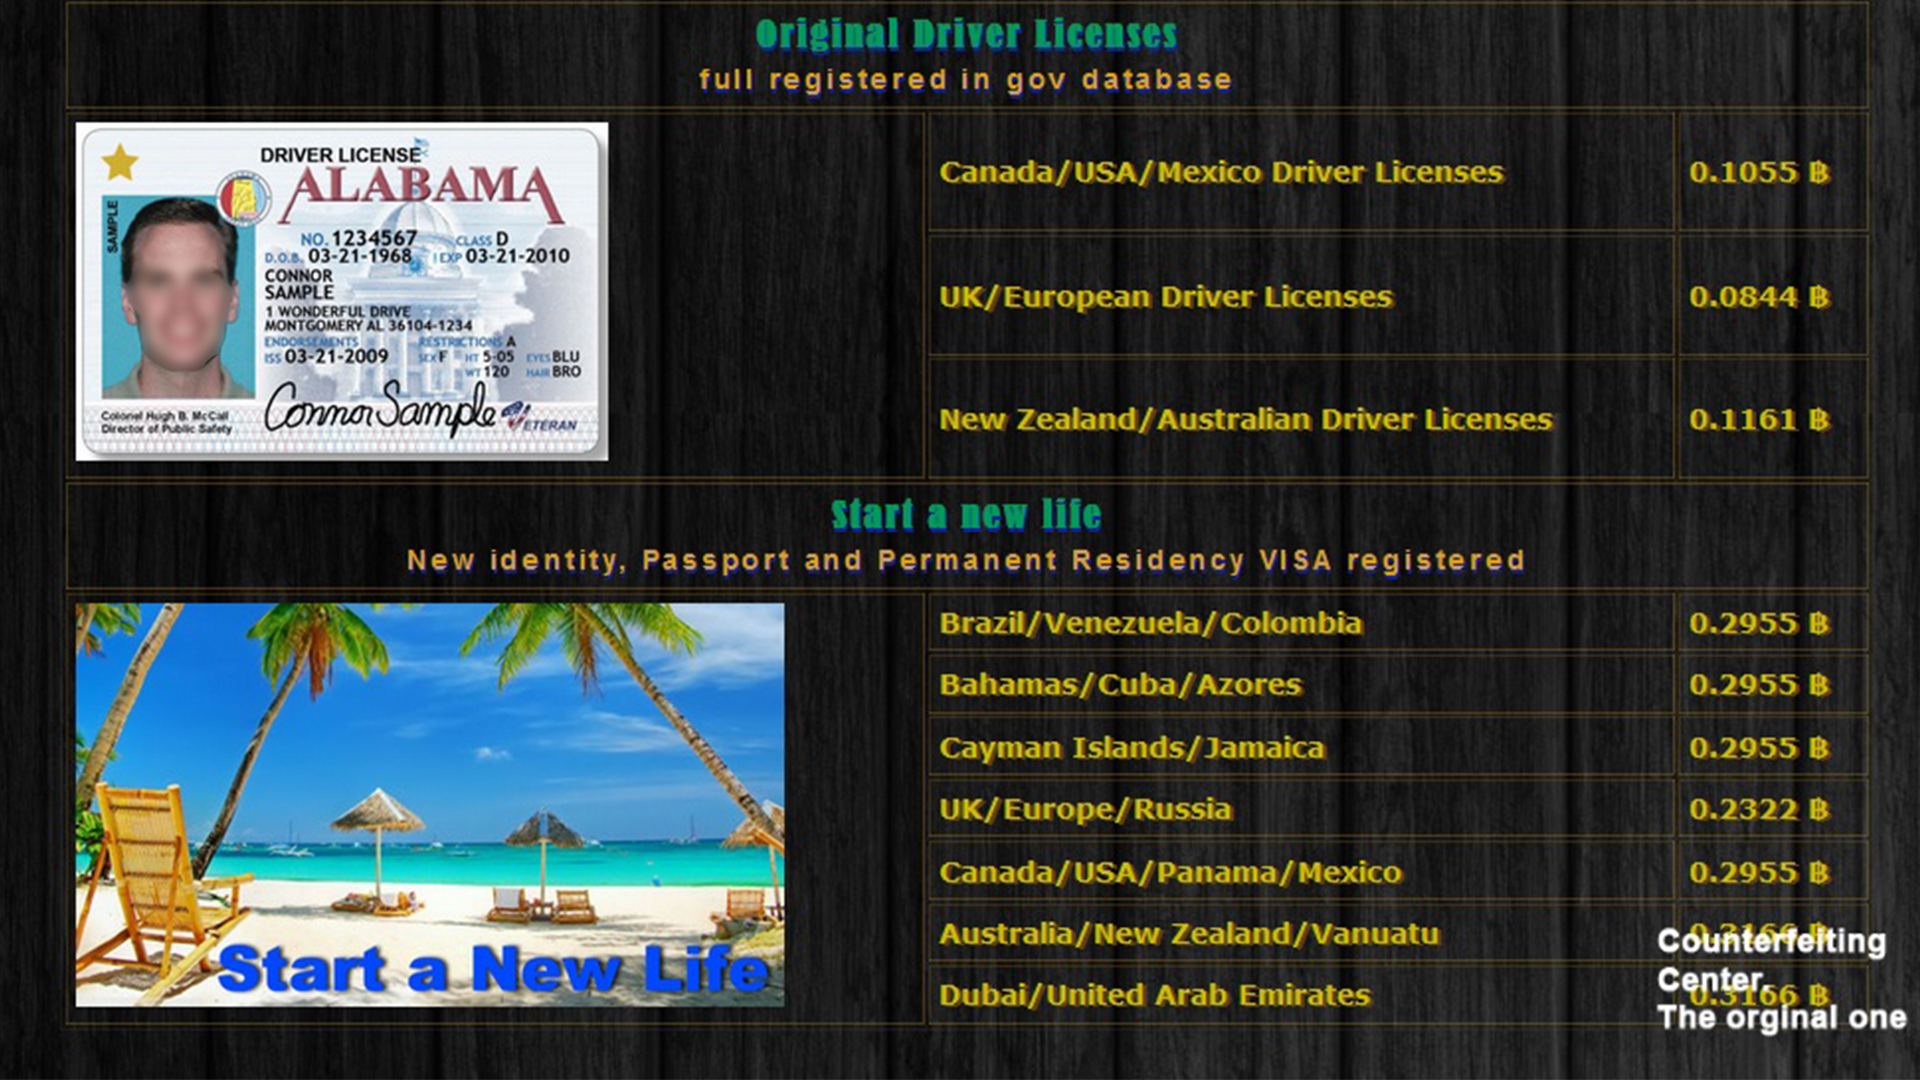 Original Driver Licenses
full registered in gov database
DRIVER LICENSE
ALABAMA
SAMPLE
NO. 1234567 CLASS D
D.O.B. 03-21-1968 EXP 03-21-2010
CONNOR
SAMPLE
1 WONDERFUL DRIVE
MONTGOMERY AL 36104-1234
ENDORSEMENTS RESTRICTIONS A
ISS 03-21-2009 SEX F HT 5-05 EYES BLU
WT 120 HAIR BRO
Connor Sample
VETERAN
Colonel Hugh B. McCall
Director of Public Safety
Canada/USA/Mexico Driver Licenses 0.1055 ฿
UK/European Driver Licenses 0.0844 ฿
New Zealand/Australian Driver Licenses 0.1161 ฿
Start a new life
New identity, Passport and Permanent Residency VISA registered
Start a New Life
Brazil/Venezuela/Colombia 0.2955 ฿
Bahamas/Cuba/Azores 0.2955 ฿
Cayman Islands/Jamaica 0.2955 ฿
UK/Europe/Russia 0.2322 ฿
Canada/USA/Panama/Mexico 0.2955 ฿
Australia/New Zealand/Vanuatu 0.3166 ฿
Dubai/United Arab Emirates 0.3166 ฿
Counterfeiting
Center.
The orginal one